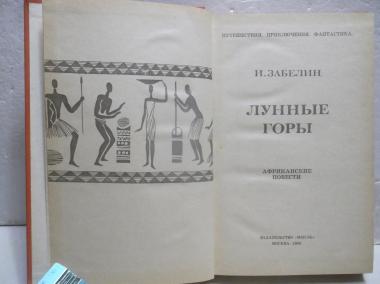 ПУТЕШЕСТВИЯ. ПРИКЛЮЧЕНИЯ. ФАНТАСТИКА.
И. ЗАБЕЛИН
ЛУННЫЕ
ГОРЫ
АФРИКАНСКИЕ
ПОВЕСТИ
ИЗДАТЕЛЬСТВО «МЫСЛЬ»
МОСКВА